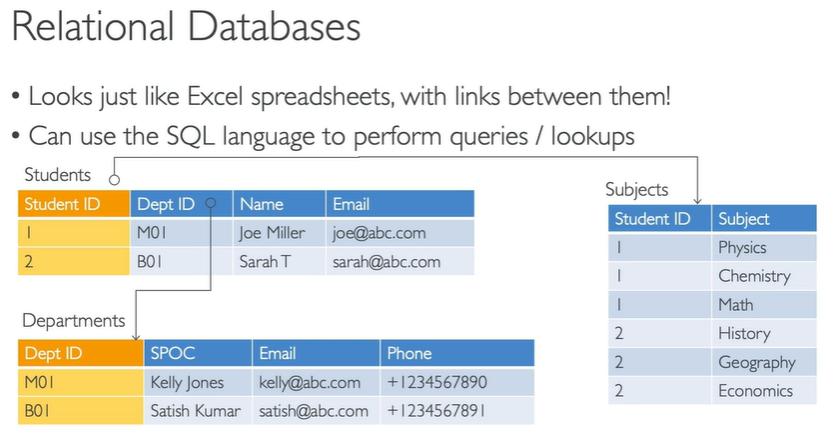 Relational Databases
• Looks just like Excel spreadsheets, with links between them!
• Can use the SQL language to perform queries / lookups
Students
Student ID Dept ID Name Email
1 M01 Joe Miller joe@abc.com
2 B01 Sarah T sarah@abc.com
Departments
Dept ID SPOC Email Phone
M01 Kelly Jones kelly@abc.com +1234567890
B01 Satish Kumar satish@abc.com +1234567891
Subjects
Student ID Subject
1 Physics
1 Chemistry
1 Math
2 History
2 Geography
2 Economics